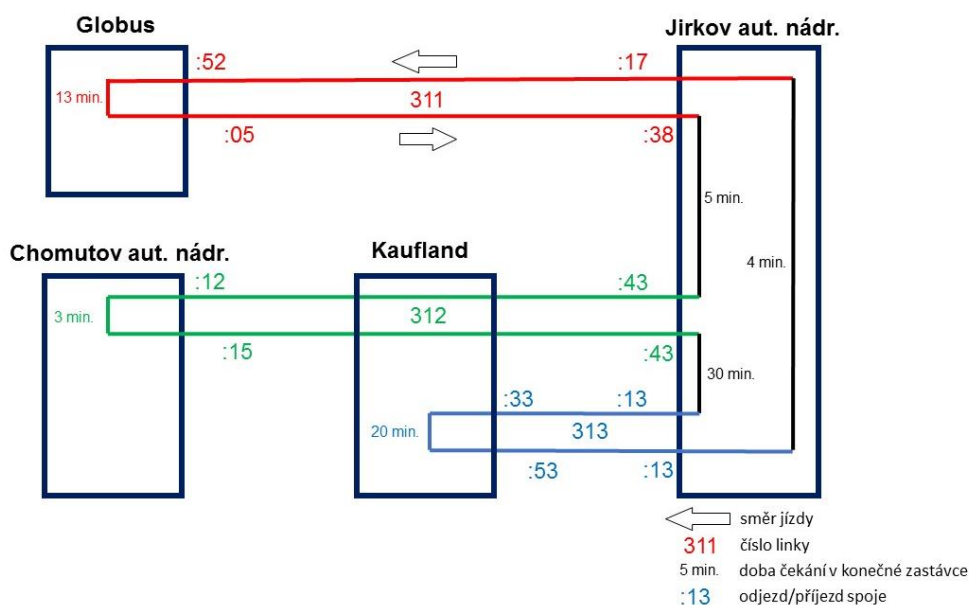 Globus
Jirkov aut. nádr.
:52
:17
13 min.
311
:05
:38
5 min.
Chomutov aut. nádr.
Kaufland
4 min.
:12
:43
3 min.
312
:15
:43
30 min.
:33
:13
20 min.
313
:53
:13
směr jízdy
311 číslo linky
5 min. doba čekání v konečné zastávce
:13 odjezd/příjezd spoje